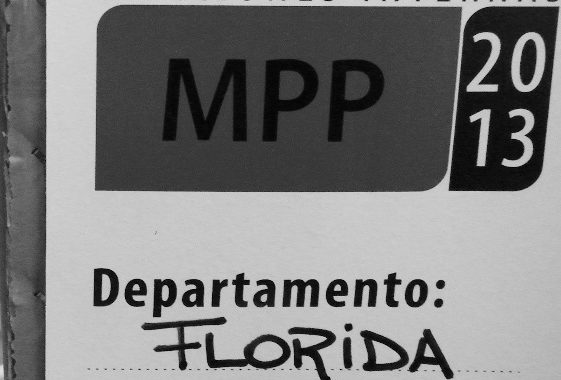 MPP
20
13
Departamento:
FLORiDA